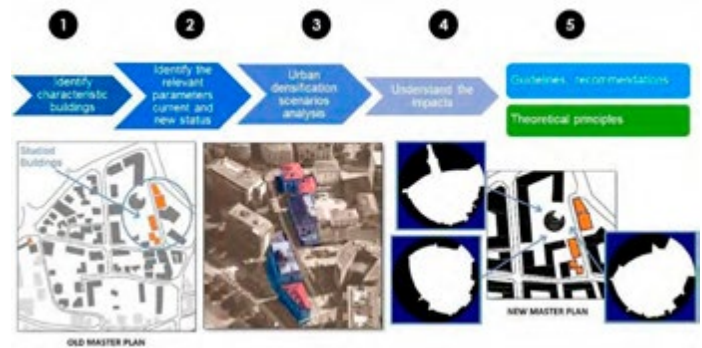 1
2
3
4
5
Identify
characteristic
buildings
Identify the
relevant
parameters
current and
new status
Urban
densification
scenários
analysis
Understand the
impacts
Guidelines recommendations
Theoretical principles
Studied
Buildings
OLD MASTER PLAN
NEW MASTER PLAN